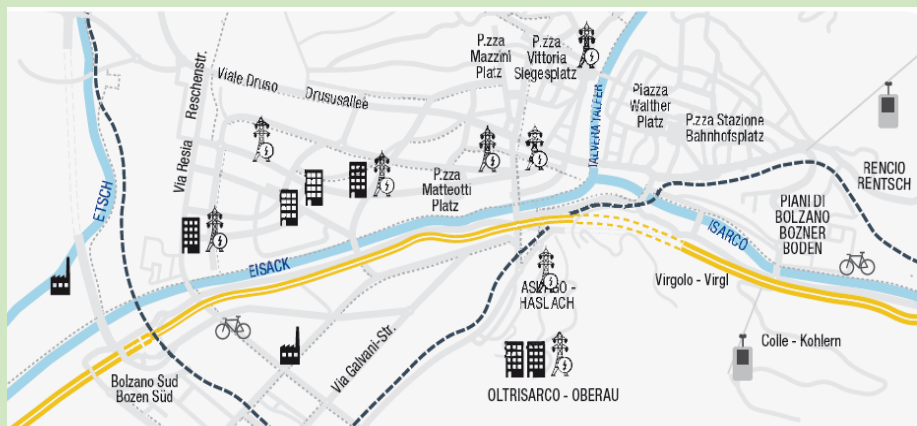 P.zza
Mazzini
Platz
P.zza
Vittoria
Siegesplatz
Reschenstr.
Viale Druso
Drususallee
TALVERA TALFER
Piazza
Walther
Platz
P.zza Stazione
Bahnhofsplatz
Via Resia
P.zza
Matteotti
Platz
RENCIO
RENTSCH
ETSCH
PIANI DI
BOLZANO
BOZNER
BODEN
ISARCO
EISACK
HASLACH
Virgolo - Virgl
Via Galvani-Str.
Colle - Kohlern
Bolzano Sud
Bozen Süd
OLTRISARCO - OBERAU